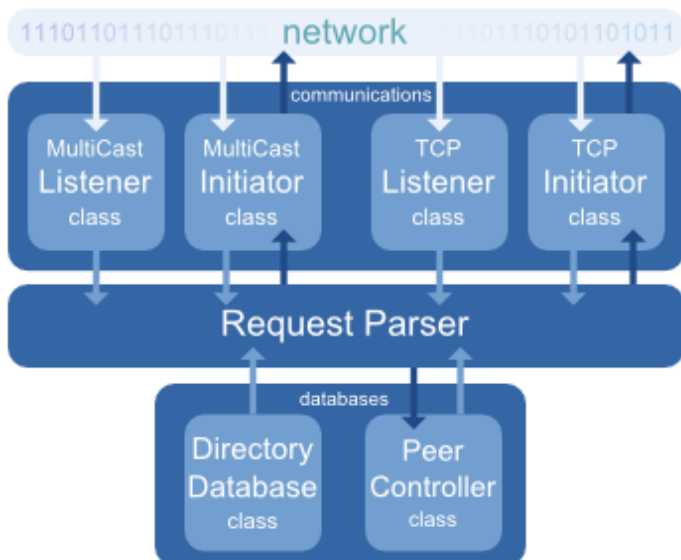 11101101110111011 network 110111010110101011
communications
MultiCast
Listener
class
MultiCast
Initiator
class
TCP
Listener
class
TCP
Initiator
class
Request Parser
databases
Directory
Database
class
Peer
Controller
class